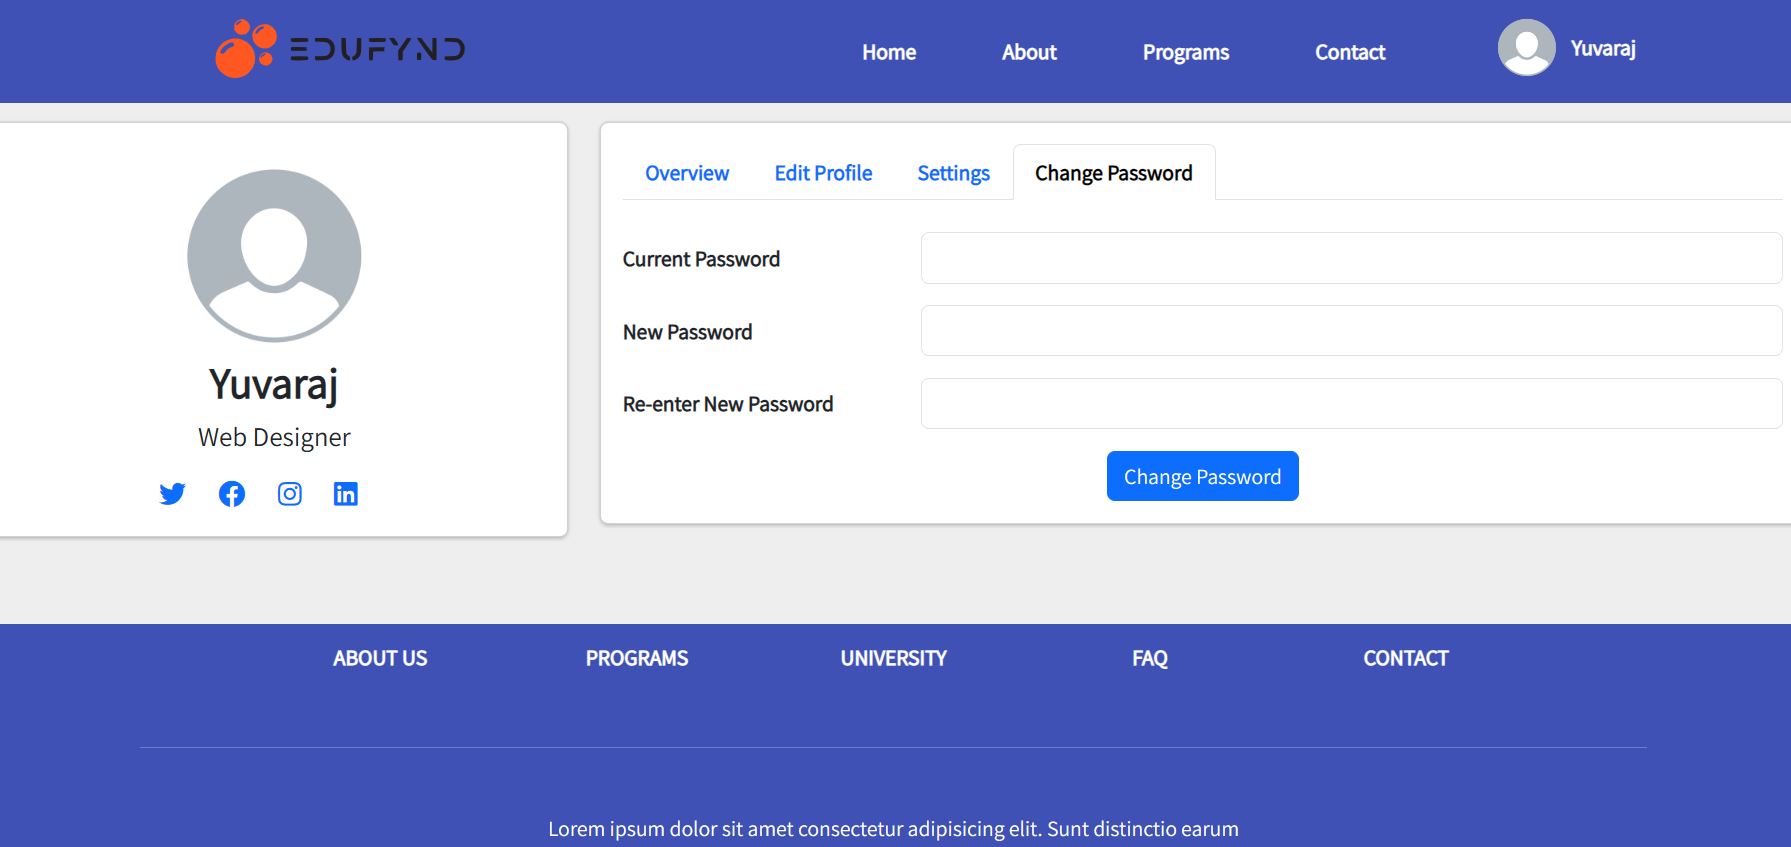 EDUFYND
Home About Programs Contact Yuvaraj
Yuvaraj
Web Designer
Overview Edit Profile Settings Change Password
Current Password
New Password
Re-enter New Password
Change Password
ABOUT US PROGRAMS UNIVERSITY FAQ CONTACT
Lorem ipsum dolor sit amet consectetur adipisicing elit. Sunt distinctio earum